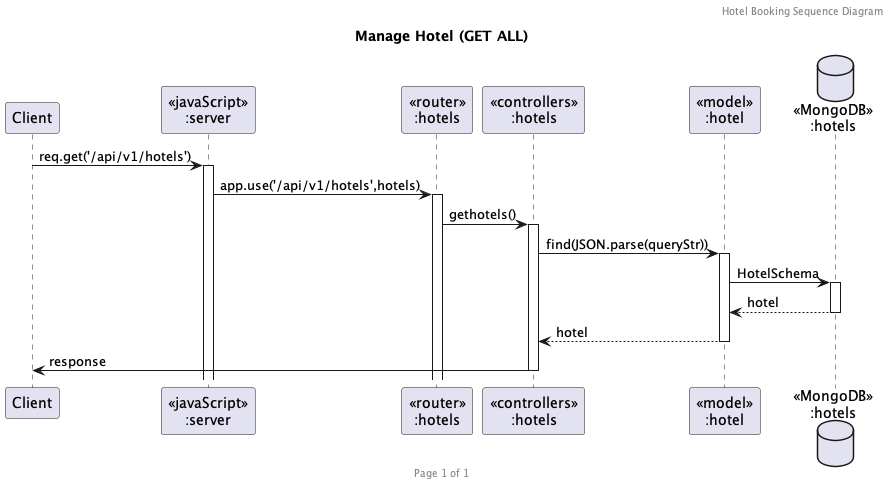 Hotel Booking Sequence Diagram
Manage Hotel (GET ALL)
Client
«javaScript»
:server
«router»
:hotels
«controllers»
:hotels
«model»
:hotel
«MongoDB»
:hotels
req.get('/api/v1/hotels')
app.use('/api/v1/hotels',hotels)
gethotels()
find(JSON.parse(queryStr))
HotelSchema
hotel
hotel
response
Client
«javaScript»
:server
«router»
:hotels
«controllers»
:hotels
«model»
:hotel
«MongoDB»
:hotels
Page 1 of 1